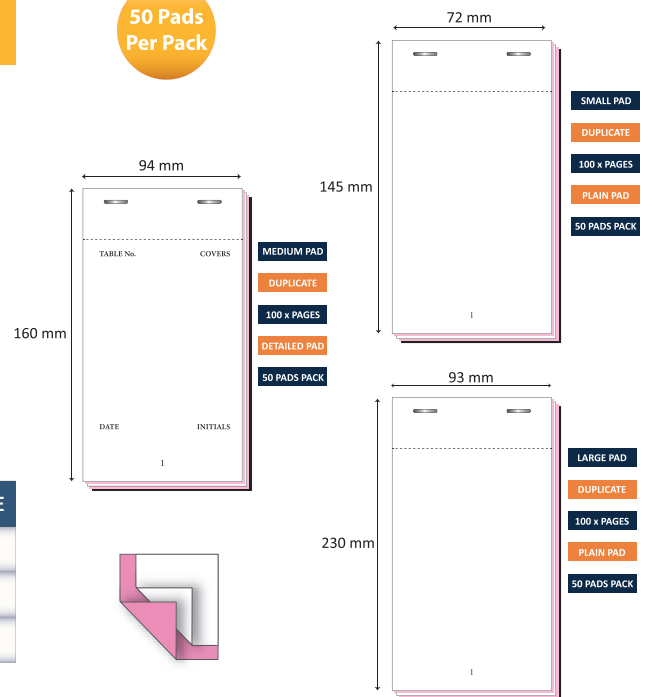 50 Pads
Per Pack
72 mm
145 mm
1
SMALL PAD
DUPLICATE
100 x PAGES
PLAIN PAD
50 PADS PACK
94 mm
160 mm
TABLE No. COVERS
DATE INITIALS
1
MEDIUM PAD
DUPLICATE
100 x PAGES
DETAILED PAD
50 PADS PACK
93 mm
230 mm
1
LARGE PAD
DUPLICATE
100 x PAGES
PLAIN PAD
50 PADS PACK
E